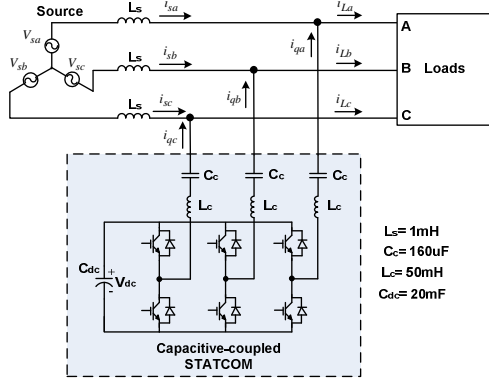 Source
Ls isa iLa
Vsa iqa A
Vsb Vsc Ls isb iqb iLb B Loads
Ls isc iLc C
iqc
Cc Cc Cc
Lc Lc Lc
Cdc + Vdc -
Capacitive-coupled
STATCOM
Ls= 1mH
Cc= 160uF
Lc= 50mH
Cdc= 20mF